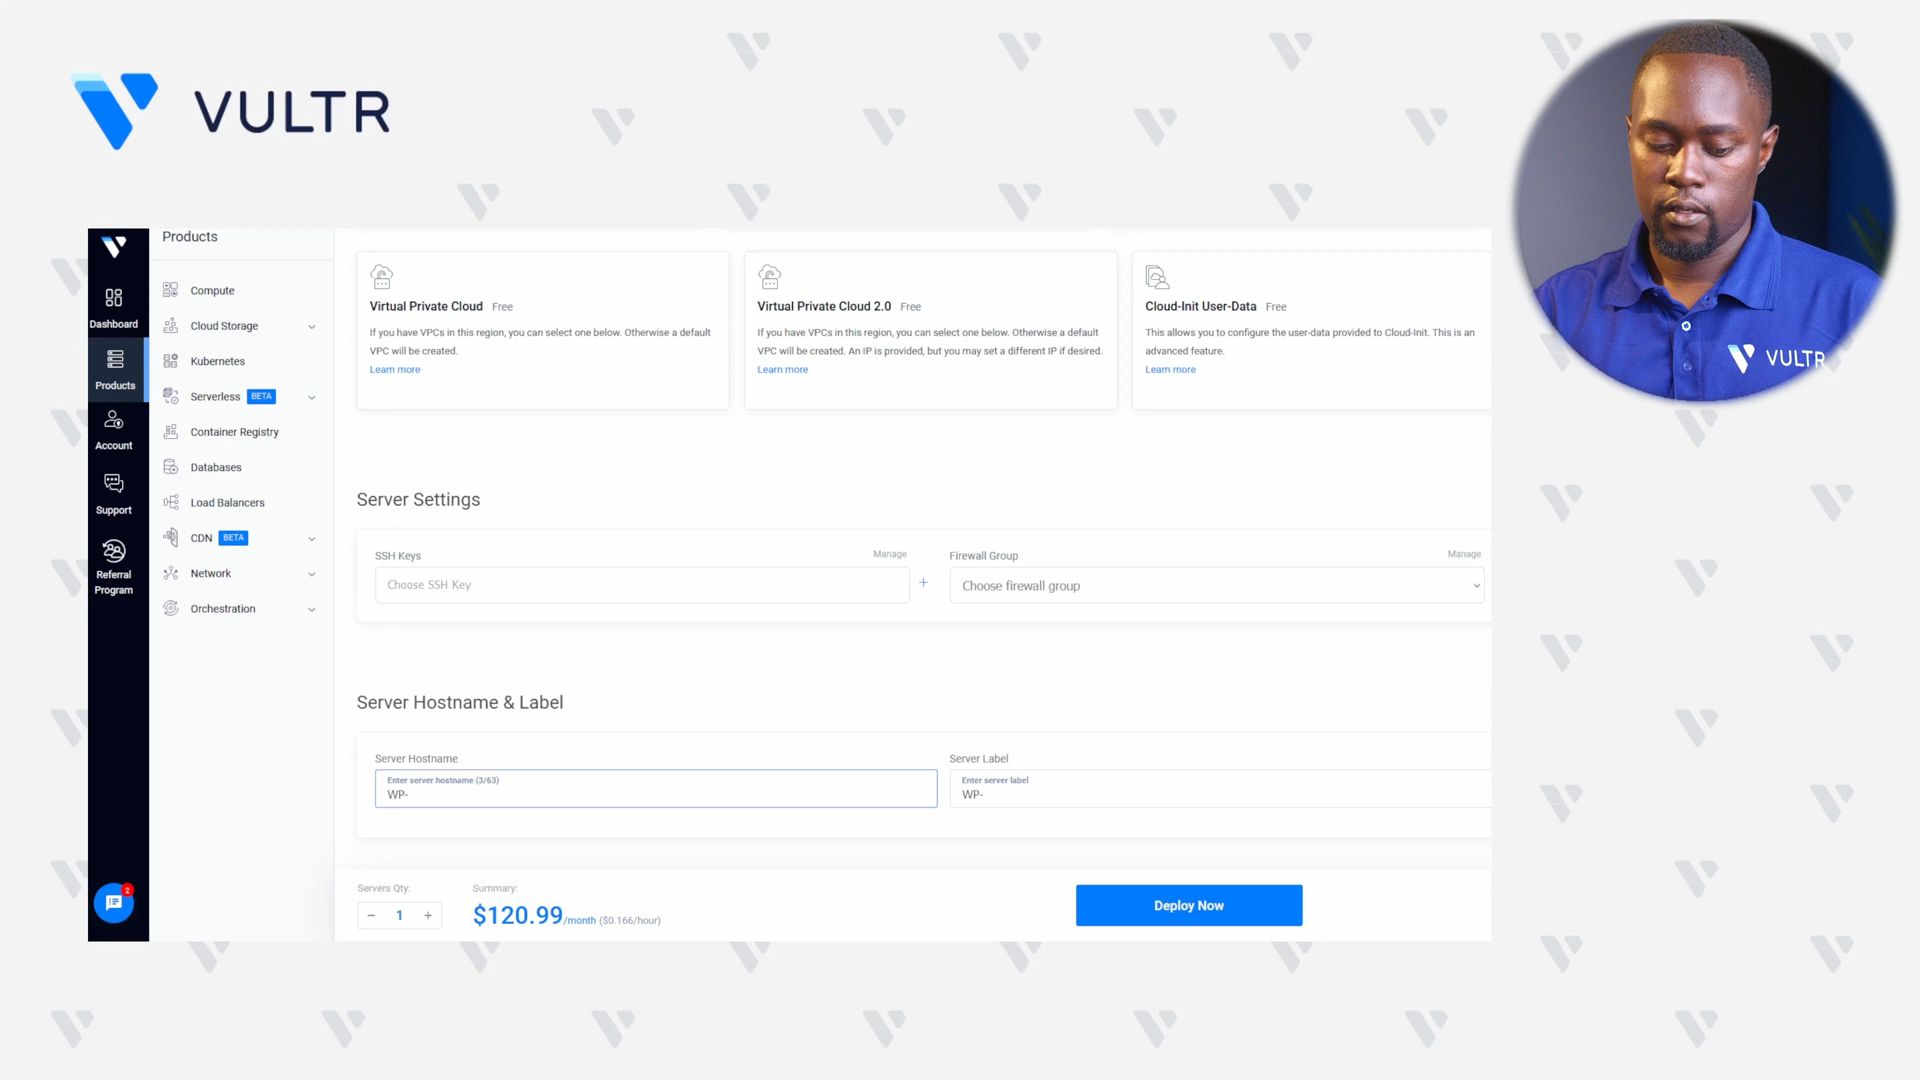 VULTR
VULTR
Products
Dashboard
Products
Account
Support
Referral
Program
2
Compute
Cloud Storage
Kubernetes
Serverless BETA
Container Registry
Databases
Load Balancers
CDN BETA
Network
Orchestration
Virtual Private Cloud Free
If you have VPCs in this region, you can select one below. Otherwise a default
VPC will be created.
Learn more
Virtual Private Cloud 2.0 Free
If you have VPCs in this region, you can select one below. Otherwise a default
VPC will be created. An IP is provided, but you may set a different IP if desired.
Learn more
Cloud-Init User-Data Free
This allows you to configure the user-data provided to Cloud-Init. This is an
advanced feature.
Learn more
Server Settings
SSH Keys Manage
Choose SSH Key
+
Firewall Group Manage
Choose firewall group
Server Hostname & Label
Server Hostname
Enter server hostname (3/63)
WP-
Server Label
Enter server label
WP-
Servers Qty:
− 1 +
Summary:
$120.99/month ($0.166/hour)
Deploy Now